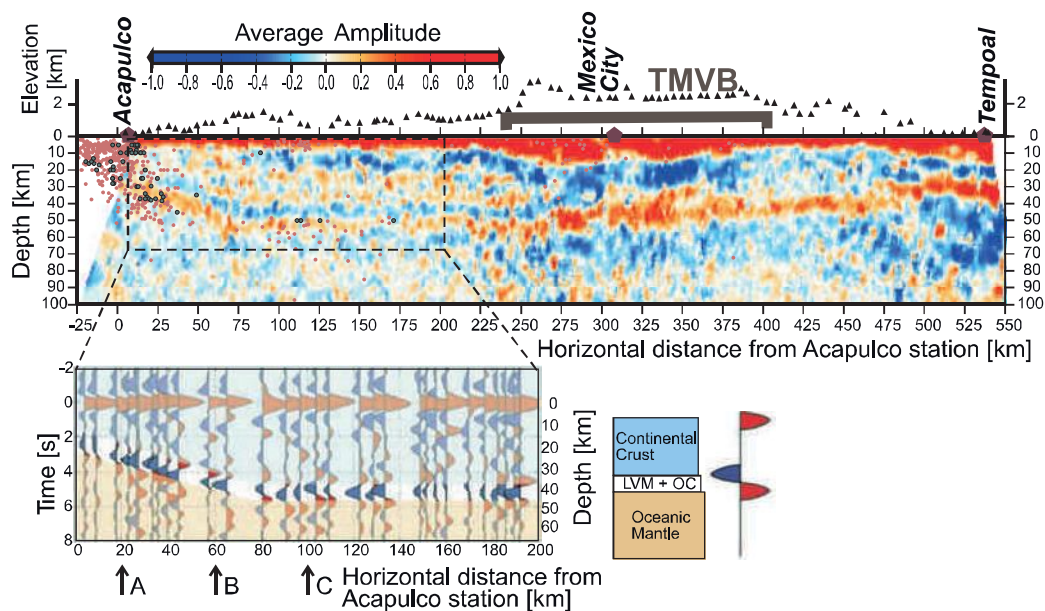 Average Amplitude
-1.0 -0.8 -0.6 -0.4 -0.2 0.0 0.2 0.4 0.6 0.8 1.0
Elevation
[km]
2
0
Acapulco
Mexico
City
TMVB
Tempoal
2
0
Depth [km]
0
10
20
30
40
50
60
70
80
90
100
10
20
30
40
50
60
70
80
90
100
-25 0 25 50 75 100 125 150 175 200 225 250 275 300 325 350 375 400 425 450 475 500 525 550
Horizontal distance from Acapulco station [km]
Time [s]
-2
0
2
4
6
8
0
10
20
30
40
50
60
Depth [km]
0 20 40 60 80 100 120 140 160 180 200
A B C
Horizontal distance from
Acapulco station [km]
Continental
Crust
LVM + OC
Oceanic
Mantle